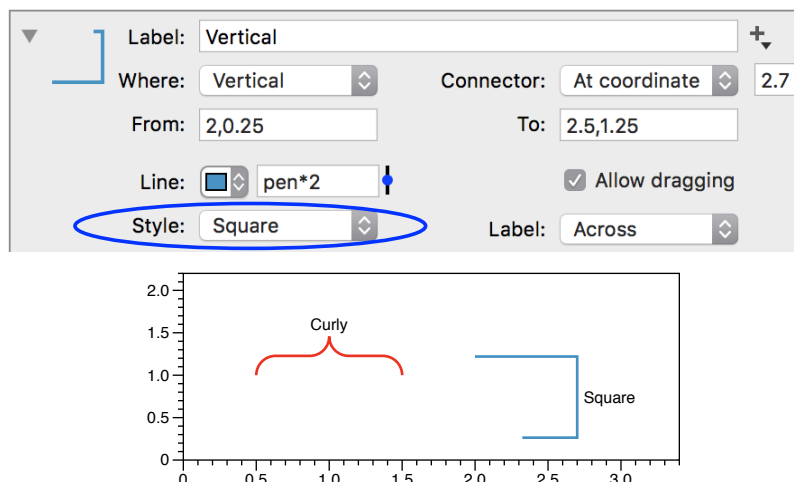 Label: Vertical
Where: Vertical Connector: At coordinate 2.7
From: 2,0.25 To: 2.5,1.25
Line: pen*2 Allow dragging
Style: Square Label: Across
2.0
1.5
Curly
1.0
Square
0.5
0
0 0.5 1.0 1.5 2.0 2.5 3.0